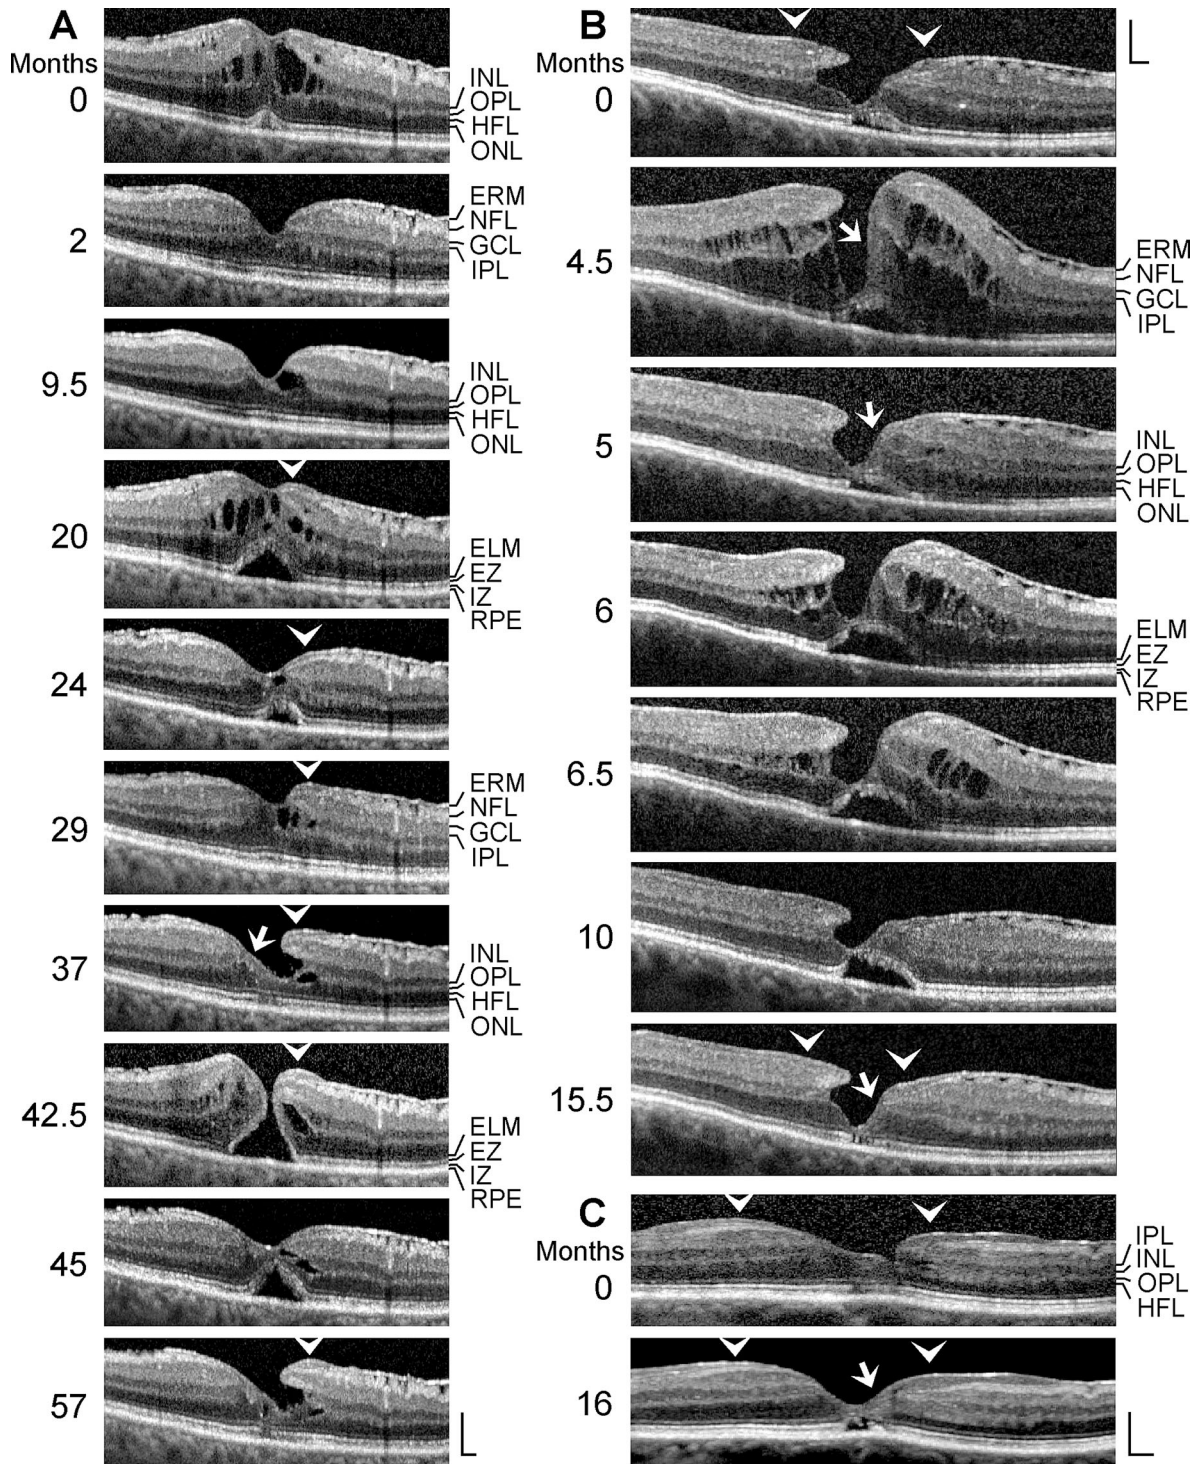 A
Months
0
INL
OPL
HFL
ONL
2
ERM
NFL
GCL
IPL
9.5
INL
OPL
HFL
ONL
20
ELM
EZ
IZ
RPE
24
29
ERM
NFL
GCL
IPL
37
INL
OPL
HFL
ONL
42.5
ELM
EZ
IZ
RPE
45
57
B
Months
0
4.5
ERM
NFL
GCL
IPL
5
INL
OPL
HFL
ONL
6
ELM
EZ
IZ
RPE
6.5
10
15.5
C
Months
0
IPL
INL
OPL
HFL
16